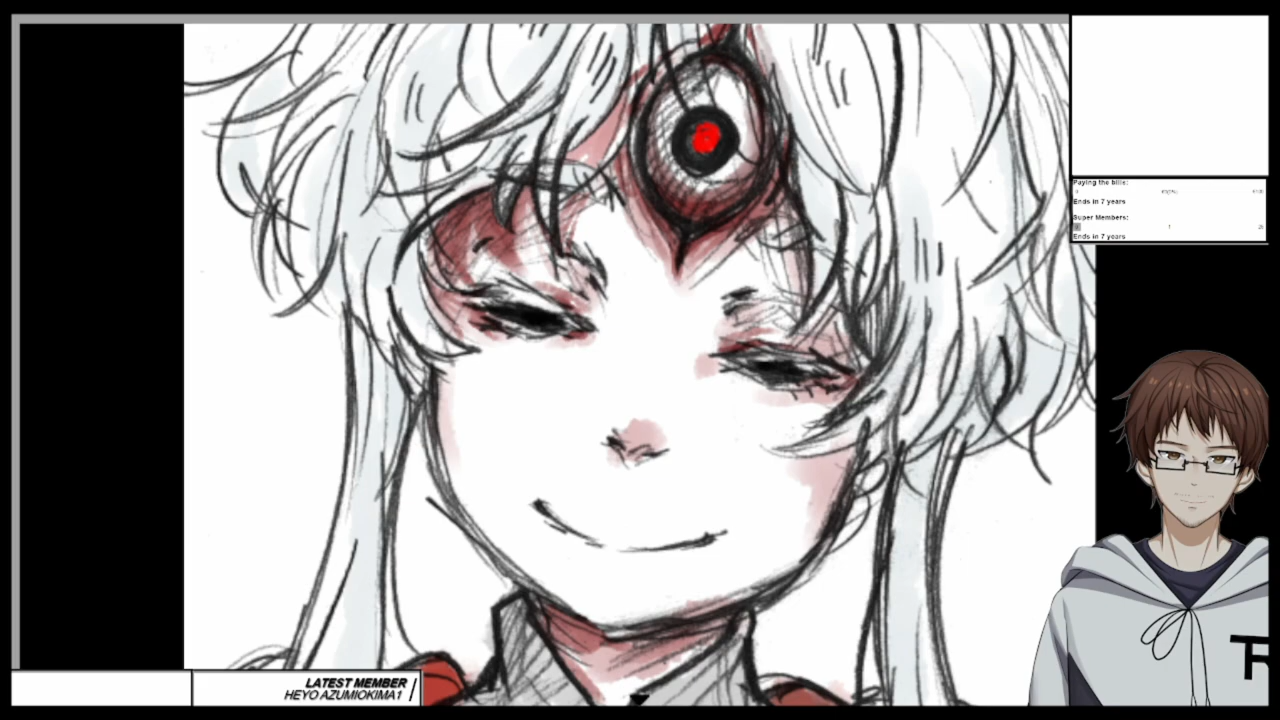 Paying the bills:
Ends in 7 years
Super Members:
Ends in 7 years
LATEST MEMBER
HEYO AZUMIOKIMA1